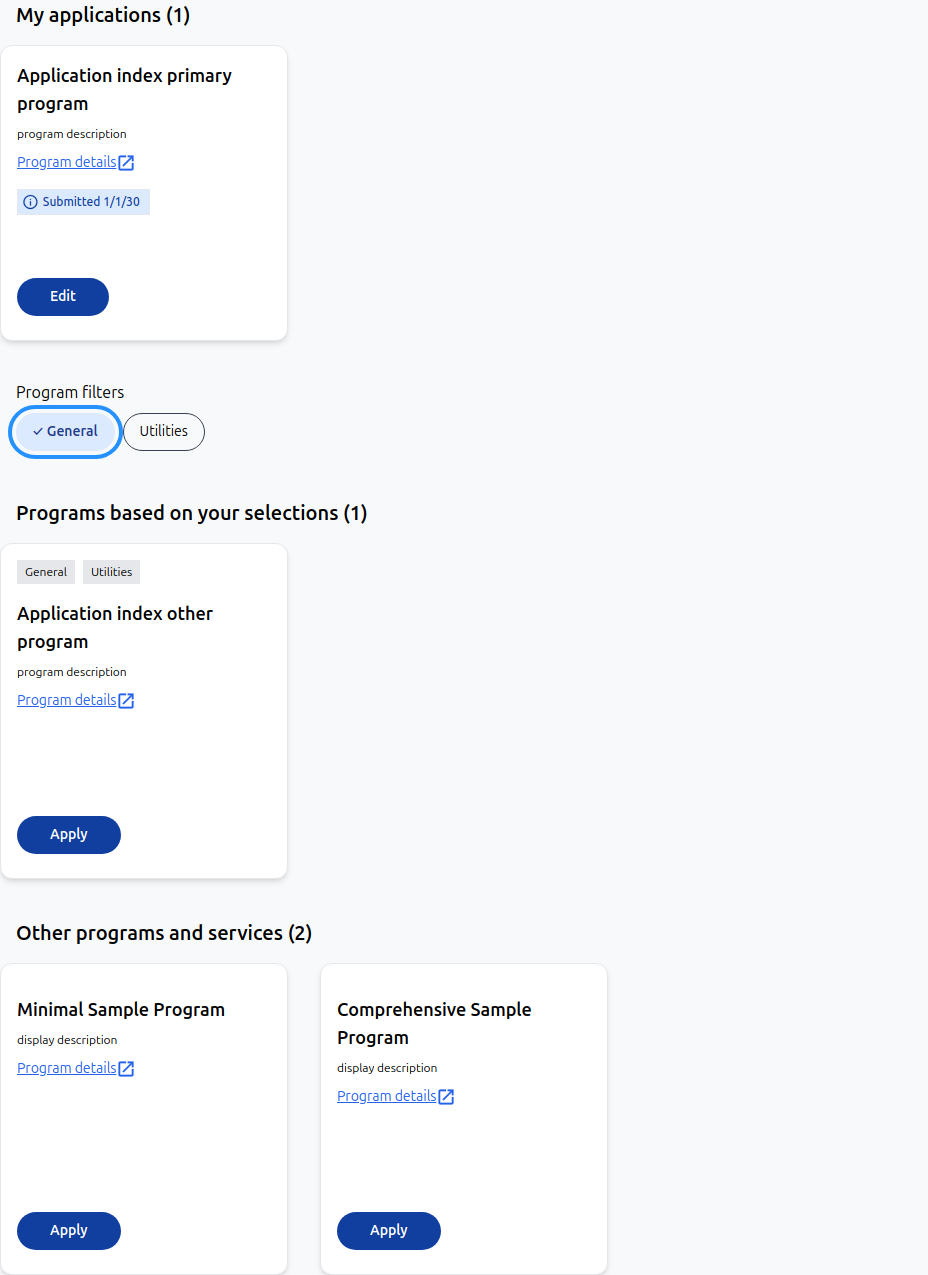 My applications (1)
Application index primary
program
program description
Program details
Submitted 1/1/30
Edit
Program filters
General
Utilities
Programs based on your selections (1)
General
Utilities
Application index other
program
program description
Program details
Apply
Other programs and services (2)
Minimal Sample Program
display description
Program details
Apply
Comprehensive Sample
Program
display description
Program details
Apply